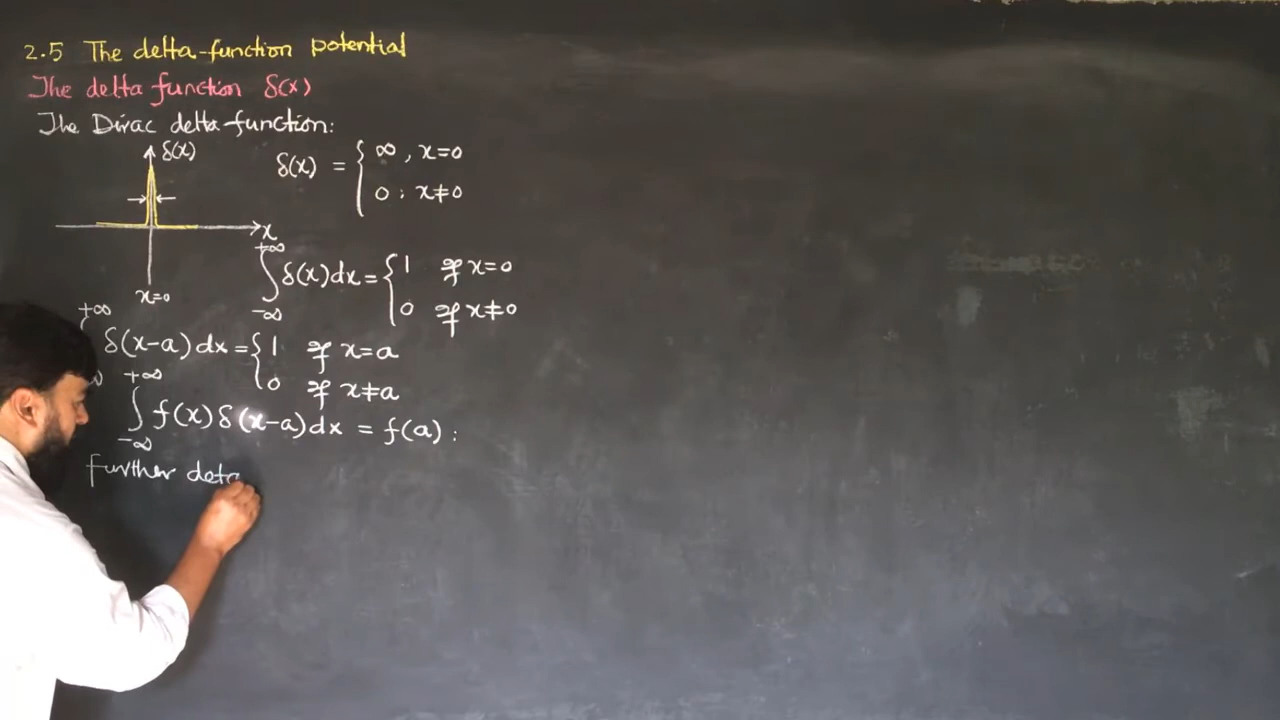 2.5 The delta-function potential
The delta function δ(x)
The Dirac delta-function:
δ(x)
δ(x) = { ∞, x=0
0 : x≠0
x
x=0
+∞ ∫ -∞ δ(x)dx = { 1 if x=0
0 if x≠0
+∞ δ(x-a)dx = { 1 if x=a
0 if x≠a
+∞ ∫ -∞ f(x)δ(x-a)dx = f(a) :
further deta